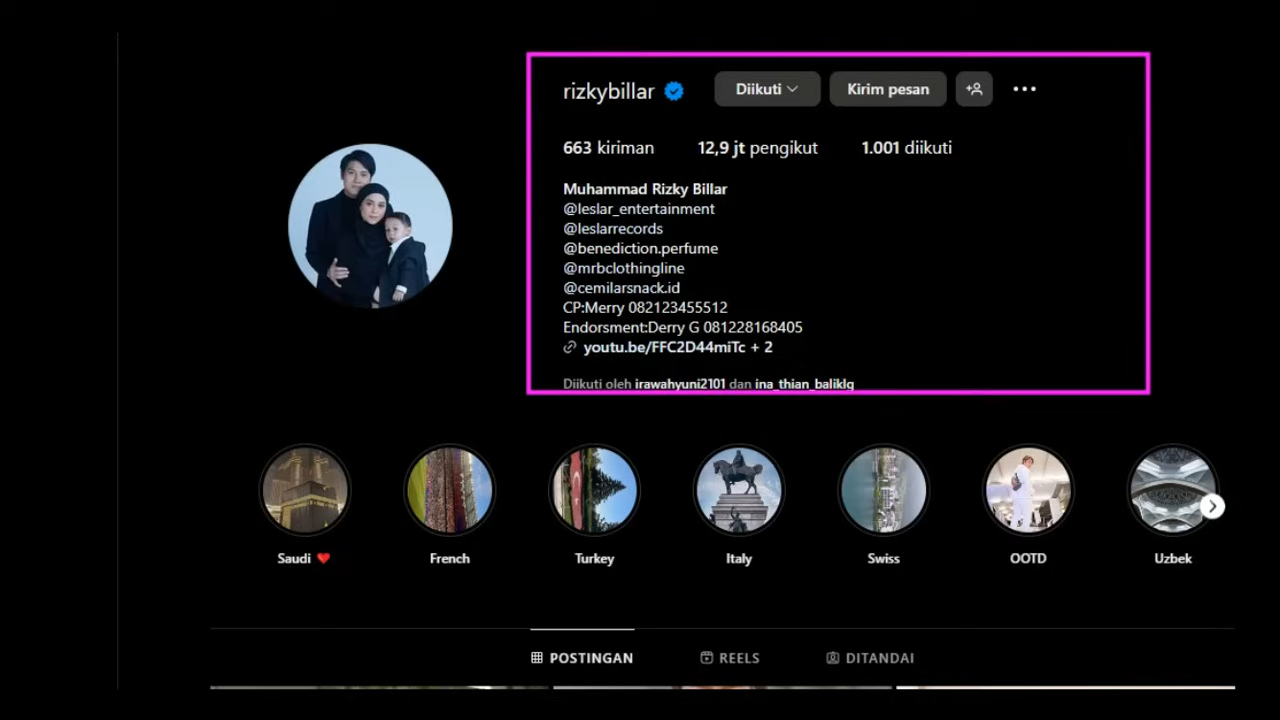 rizkybillar
Diikuti
Kirim pesan
663 kiriman
12,9 jt pengikut
1.001 diikuti
Muhammad Rizky Billar
@leslar_entertainment
@leslarrecords
@benediction.perfume
@mrbclothingline
@cemilarsnack.id
CP:Merry 082123455512
Endorsment:Derry G 081228168405
youtu.be/FFC2D44miTc + 2
Diikuti oleh irawahyuni2101 dan ina_thian_baliklg
Saudi ❤️
French
Turkey
Italy
Swiss
OOTD
Uzbek
POSTINGAN
REELS
DITANDAI